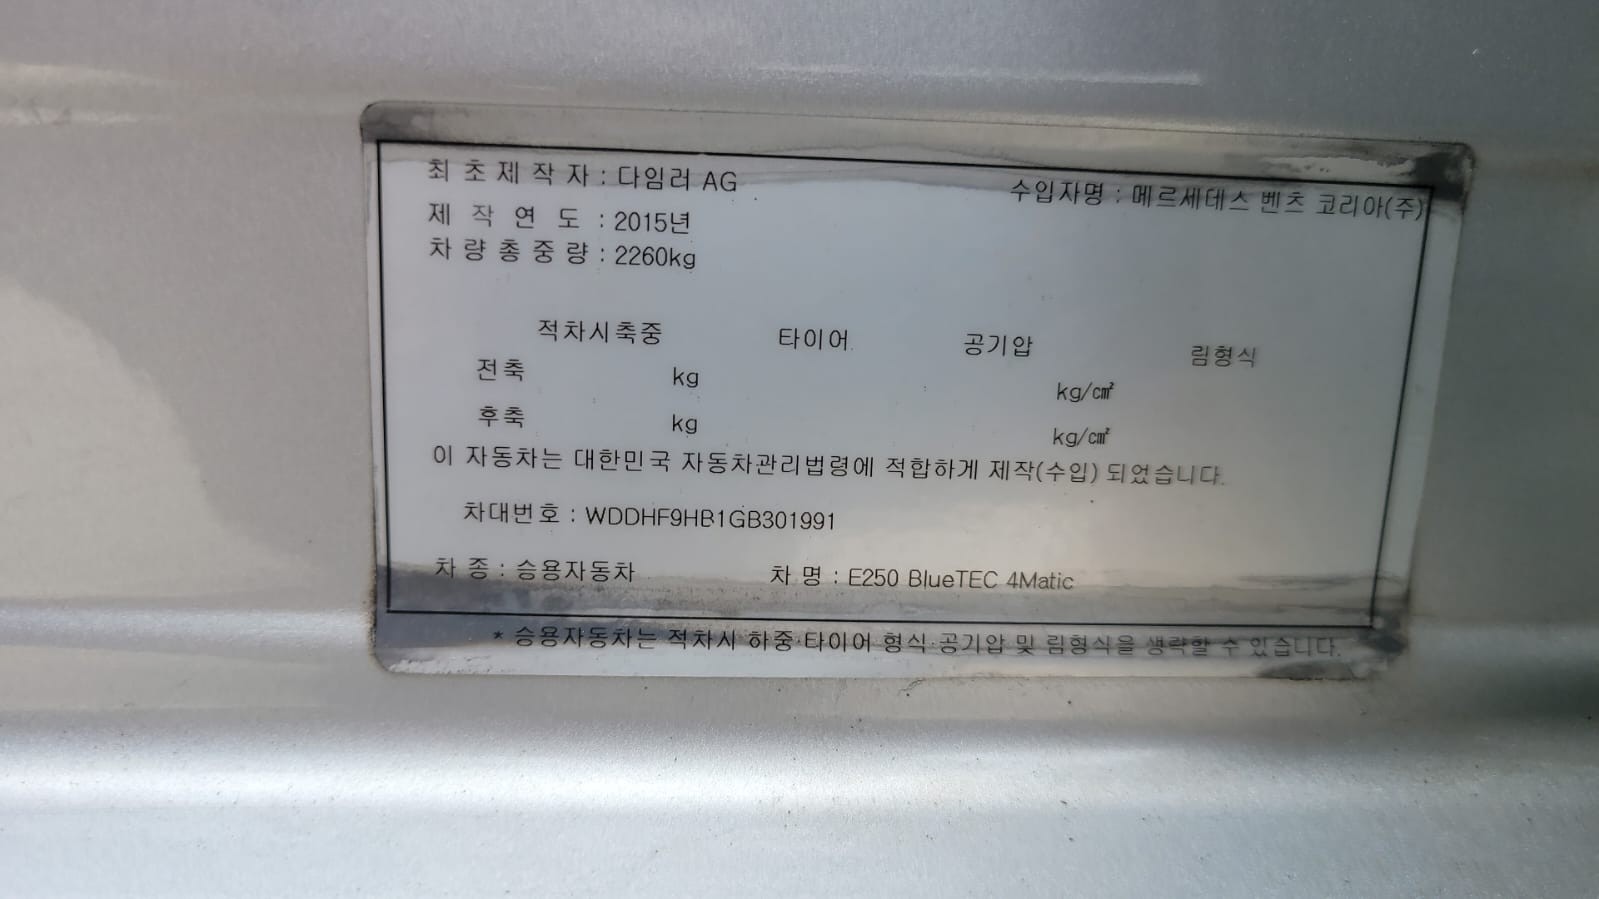 최초제작자 : 다임러 AG 수입자명 : 메르세데스 벤츠 코리아(주)
제작연도 : 2015년
차량총중량 : 2260kg
적차시축중 타이어 공기압 림형식
전축 kg kg/㎠
후축 kg kg/㎠
이 자동차는 대한민국 자동차관리법령에 적합하게 제작(수입) 되었습니다.
차대번호 : WDDHF9HB1GB301991
차종 : 승용자동차 차명 : E250 BlueTEC 4Matic
* 승용자동차는 적차시 하중·타이어 형식·공기압 및 림형식을 생략할 수 있습니다.